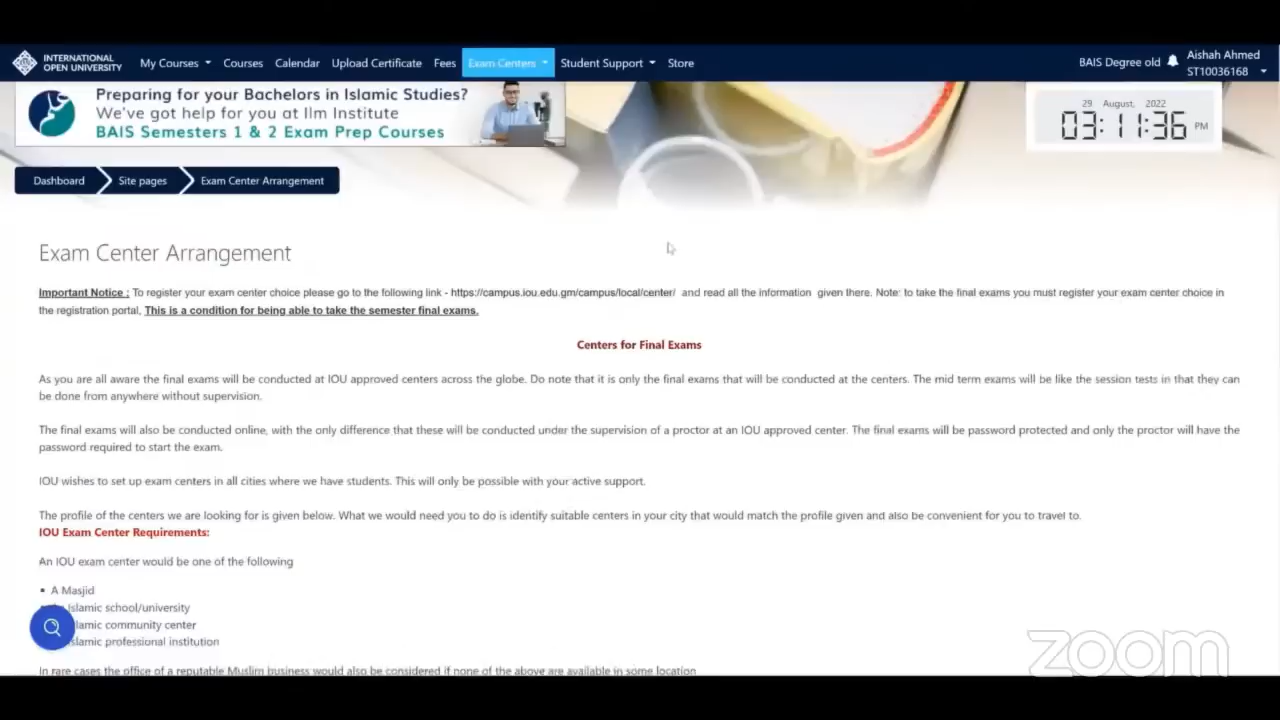 INTERNATIONAL
OPEN UNIVERSITY
My Courses
Courses
Calendar
Upload Certificate
Fees
Exam Centers
Student Support
Store
BAIS Degree old
Aishah Ahmed
ST10036168
Preparing for your Bachelors in Islamic Studies?
We've got help for you at Ilm Institute
BAIS Semesters 1 & 2 Exam Prep Courses
29 August, 2022
03:11:36 PM
Dashboard
Site pages
Exam Center Arrangement
Exam Center Arrangement
Important Notice : To register your exam center choice please go to the following link - https://campus.iou.edu.gm/campus/local/center/ and read all the information given there. Note: to take the final exams you must register your exam center choice in
the registration portal, This is a condition for being able to take the semester final exams.
Centers for Final Exams
As you are all aware the final exams will be conducted at IOU approved centers across the globe. Do note that it is only the final exams that will be conducted at the centers. The mid term exams will be like the session tests in that they can
be done from anywhere without supervision.
The final exams will also be conducted online, with the only difference that these will be conducted under the supervision of a proctor at an IOU approved center. The final exams will be password protected and only the proctor will have the
password required to start the exam.
IOU wishes to set up exam centers in all cities where we have students. This will only be possible with your active support.
The profile of the centers we are looking for is given below. What we would need you to do is identify suitable centers in your city that would match the profile given and also be convenient for you to travel to.
IOU Exam Center Requirements:
An IOU exam center would be one of the following
A Masjid
Islamic school/university
lamic community center
slamic professional institution
In rare cases the office of a reputable Muslim business would also be considered if none of the above are available in some location
zoom